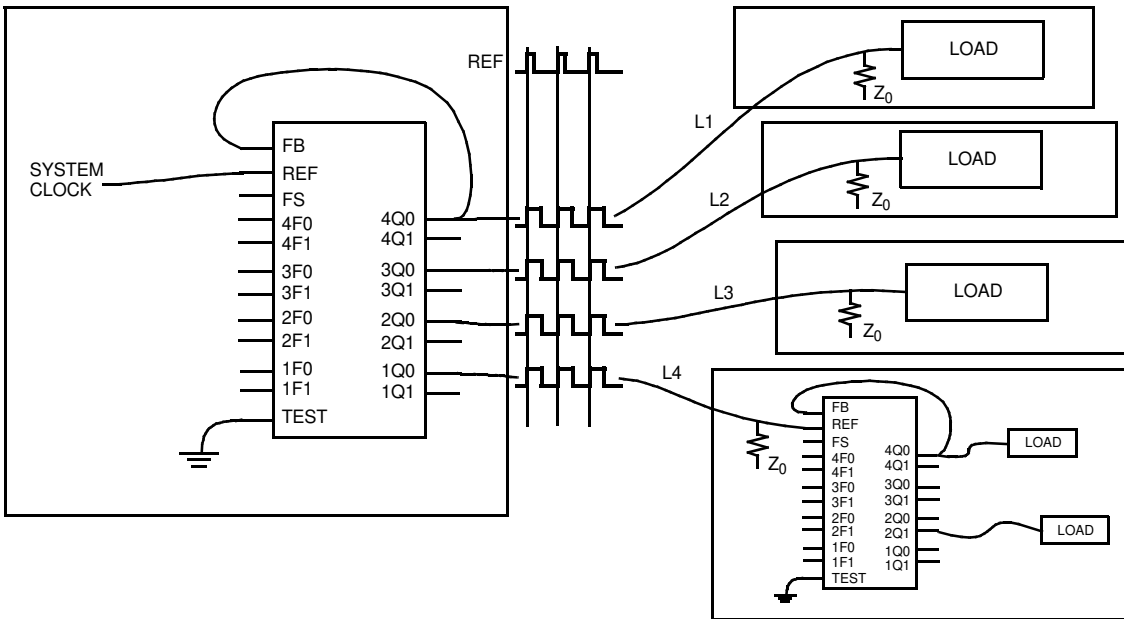 REF
SYSTEM
CLOCK
FB
REF
FS
4F0
4F1
3F0
3F1
2F0
2F1
1F0
1F1
TEST
4Q0
4Q1
3Q0
3Q1
2Q0
2Q1
1Q0
1Q1
L1
LOAD
Z0
L2
LOAD
Z0
L3
LOAD
Z0
L4
Z0
FB
REF
FS
4F0
4F1
3F0
3F1
2F0
2F1
1F0
1F1
TEST
4Q0
4Q1
3Q0
3Q1
2Q0
2Q1
1Q0
1Q1
LOAD
LOAD